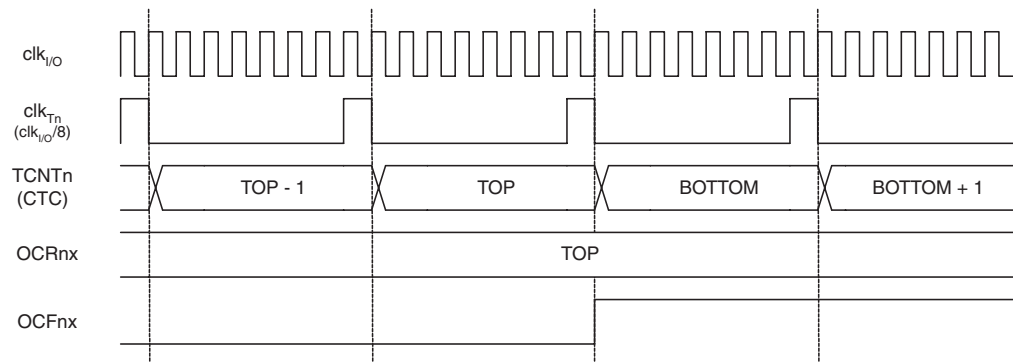 clkI/O
clkTn
(clkI/O/8)
TCNTn
(CTC)
TOP - 1
TOP
BOTTOM
BOTTOM + 1
OCRnx
TOP
OCFnx